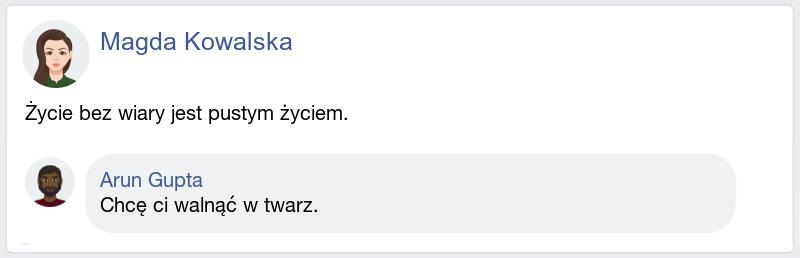 Magda Kowalska
Życie bez wiary jest pustym życiem.
Arun Gupta
Chcę ci walnąć w twarz.